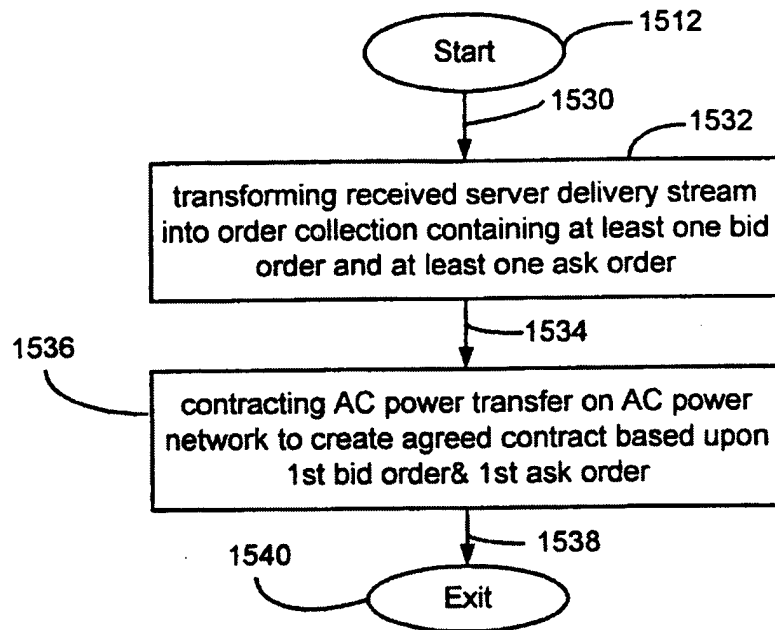 Start
1512
1530
1532
transforming received server delivery stream
into order collection containing at least one bid
order and at least one ask order
1534
1536
contracting AC power transfer on AC power
network to create agreed contract based upon
1st bid order& 1st ask order
1538
1540
Exit